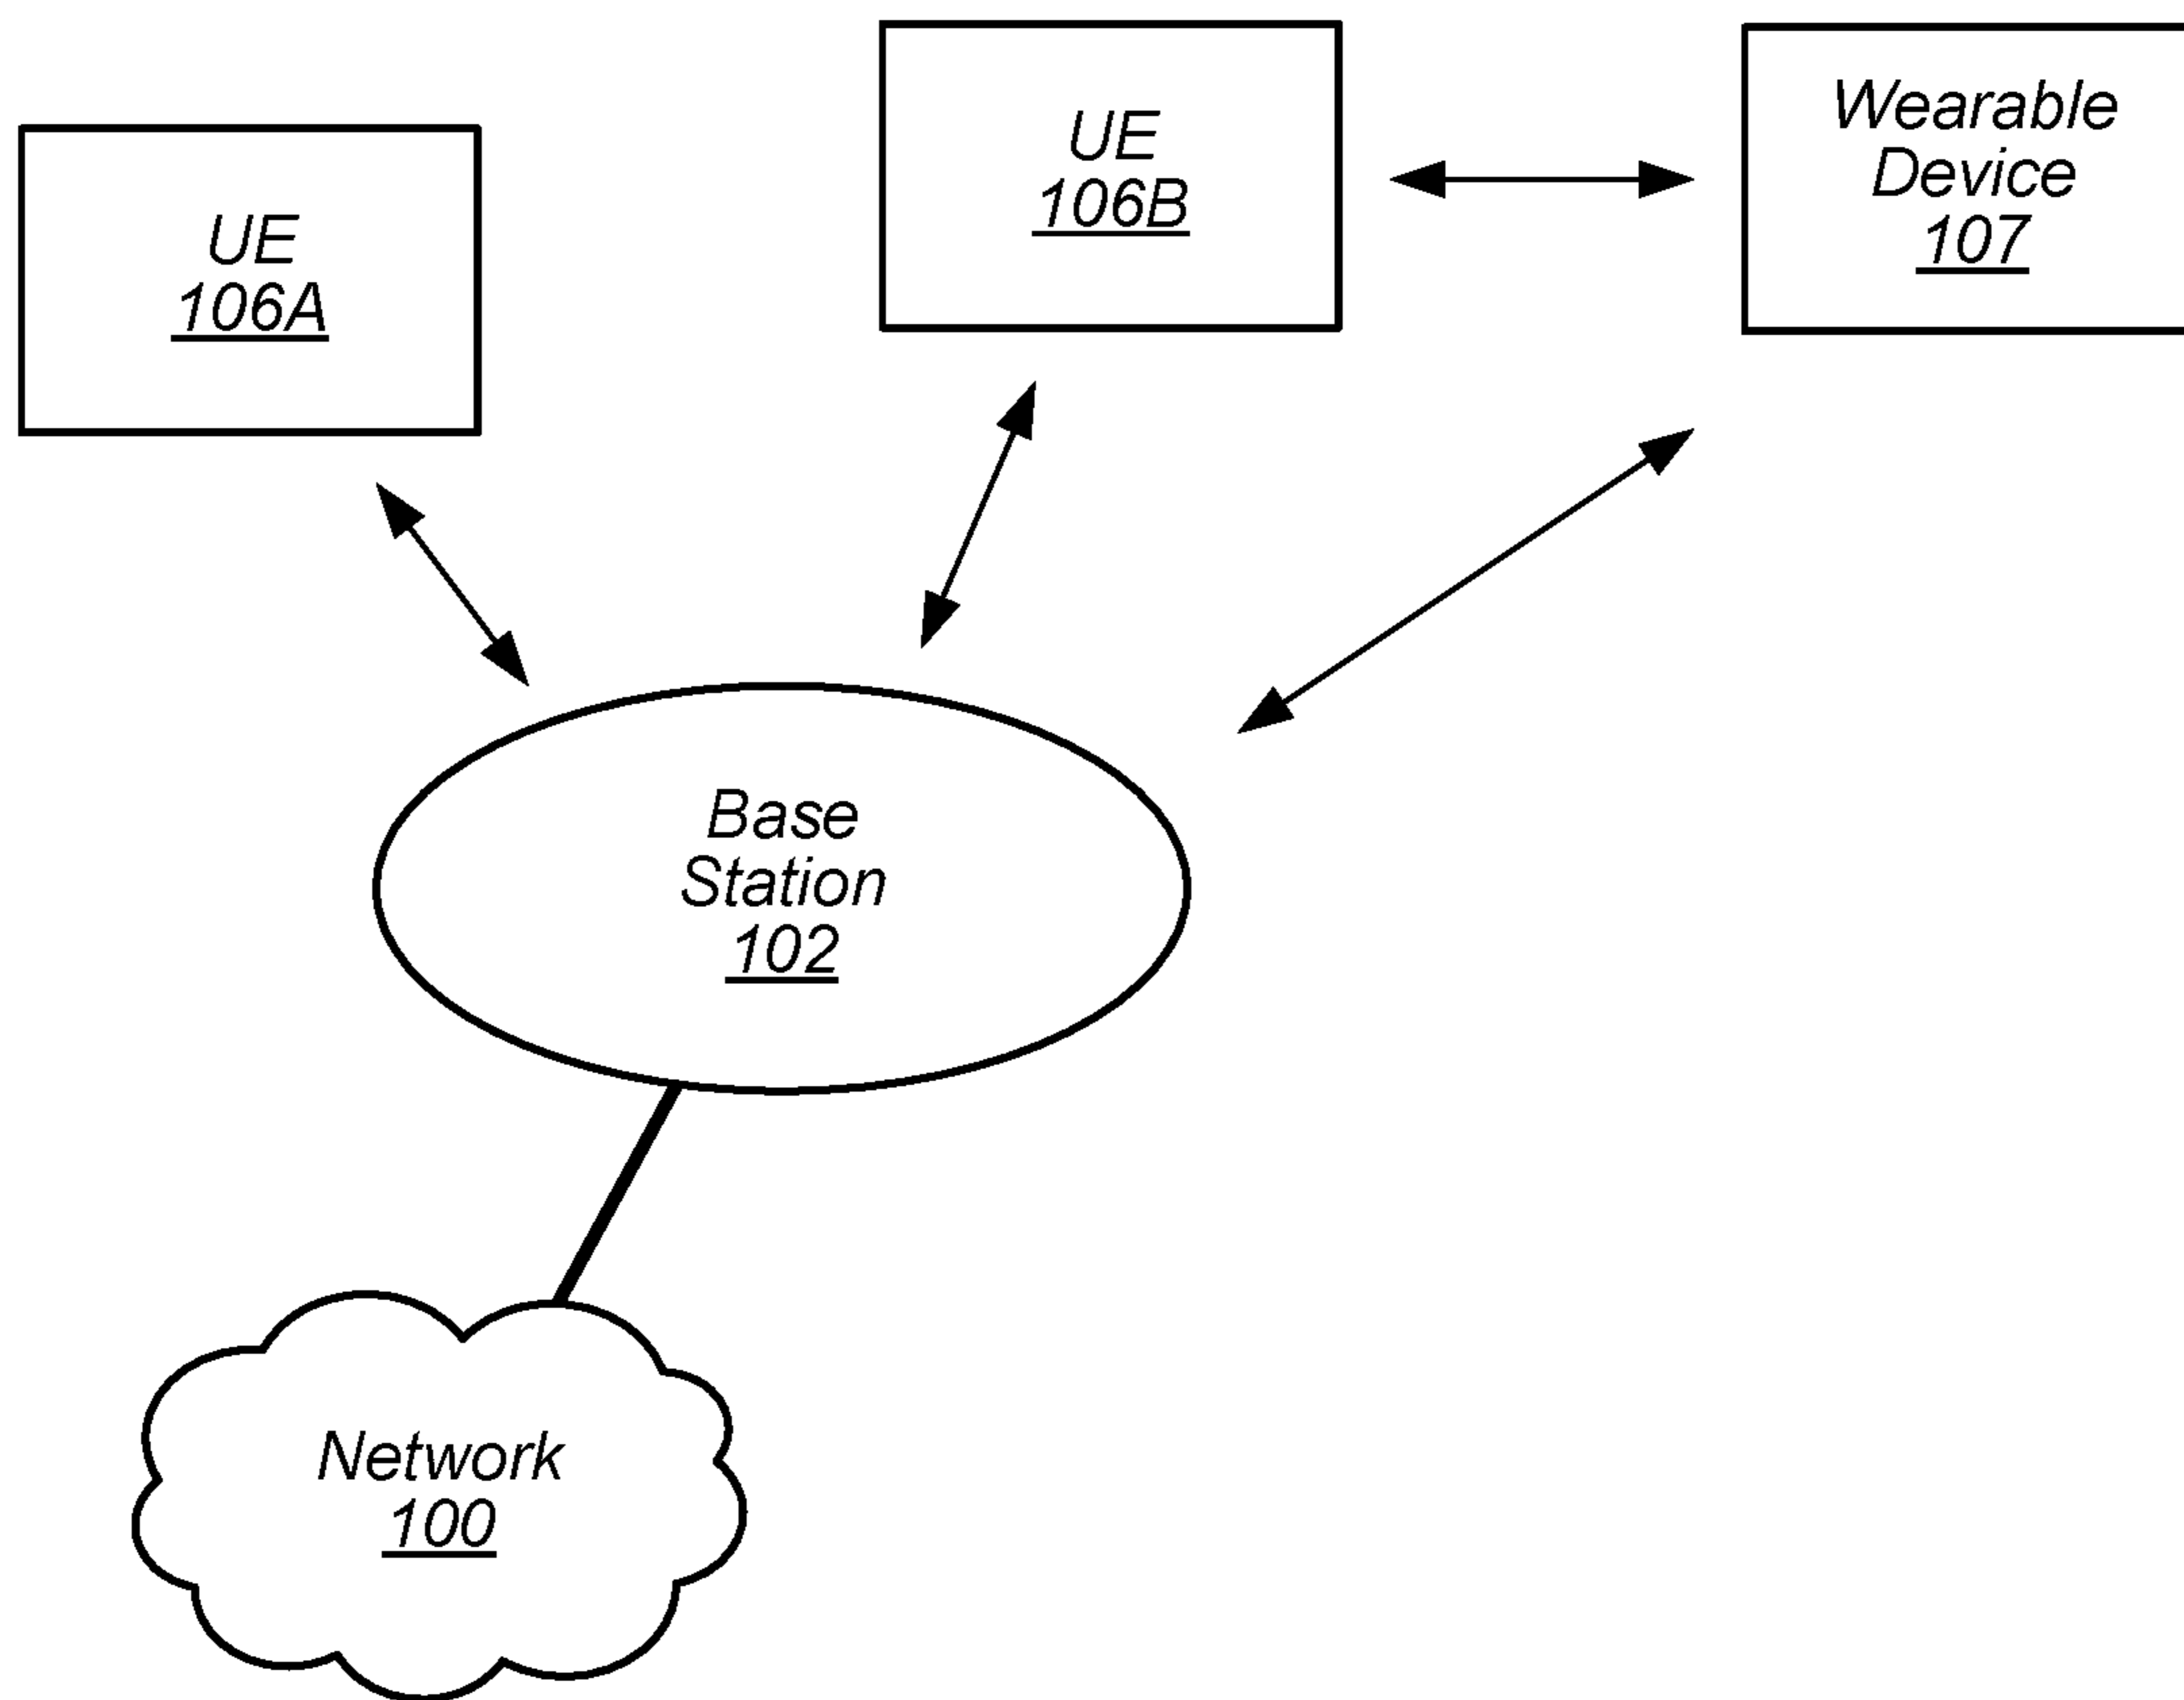 UE
106A
UE
106B
Wearable
Device
107
Base
Station
102
Network
100